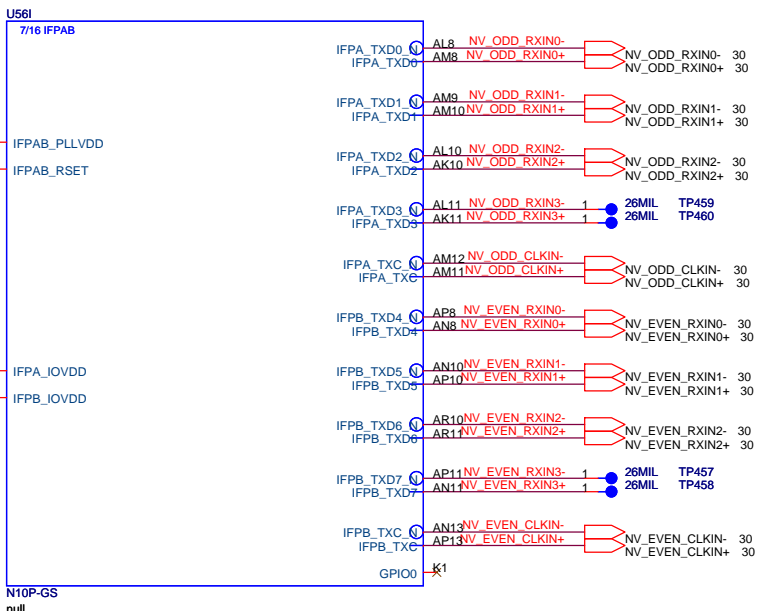 U56I
7/16 IFPAB
IFPA_TXD0_N AL8 NV_ODD_RXIN0-
IFPA_TXD0 AM8 NV_ODD_RXIN0+
NV_ODD_RXIN0- 30
NV_ODD_RXIN0+ 30
IFPA_TXD1_N AM9 NV_ODD_RXIN1-
IFPA_TXD1 AM10 NV_ODD_RXIN1+
NV_ODD_RXIN1- 30
NV_ODD_RXIN1+ 30
IFPAB_PLLVDD
IFPA_TXD2_N AL10 NV_ODD_RXIN2-
IFPAB_RSET
IFPA_TXD2 AK10 NV_ODD_RXIN2+
NV_ODD_RXIN2- 30
NV_ODD_RXIN2+ 30
IFPA_TXD3_N AL11 NV_ODD_RXIN3- 1 26MIL TP459
IFPA_TXD3 AK11 NV_ODD_RXIN3+ 1 26MIL TP460
IFPA_TXC_N AM12 NV_ODD_CLKIN-
IFPA_TXC AM11 NV_ODD_CLKIN+
NV_ODD_CLKIN- 30
NV_ODD_CLKIN+ 30
IFPB_TXD4_N AP8 NV_EVEN_RXIN0-
IFPB_TXD4 AN8 NV_EVEN_RXIN0+
NV_EVEN_RXIN0- 30
NV_EVEN_RXIN0+ 30
IFPA_IOVDD
IFPB_TXD5_N AN10 NV_EVEN_RXIN1-
IFPB_TXD5 AP10 NV_EVEN_RXIN1+
NV_EVEN_RXIN1- 30
NV_EVEN_RXIN1+ 30
IFPB_IOVDD
IFPB_TXD6_N AR10 NV_EVEN_RXIN2-
IFPB_TXD6 AR11 NV_EVEN_RXIN2+
NV_EVEN_RXIN2- 30
NV_EVEN_RXIN2+ 30
IFPB_TXD7_N AP11 NV_EVEN_RXIN3- 1 26MIL TP457
IFPB_TXD7 AN11 NV_EVEN_RXIN3+ 1 26MIL TP458
IFPB_TXC_N AN13 NV_EVEN_CLKIN-
IFPB_TXC AP13 NV_EVEN_CLKIN+
NV_EVEN_CLKIN- 30
NV_EVEN_CLKIN+ 30
GPIO0 K1
N10P-GS
null